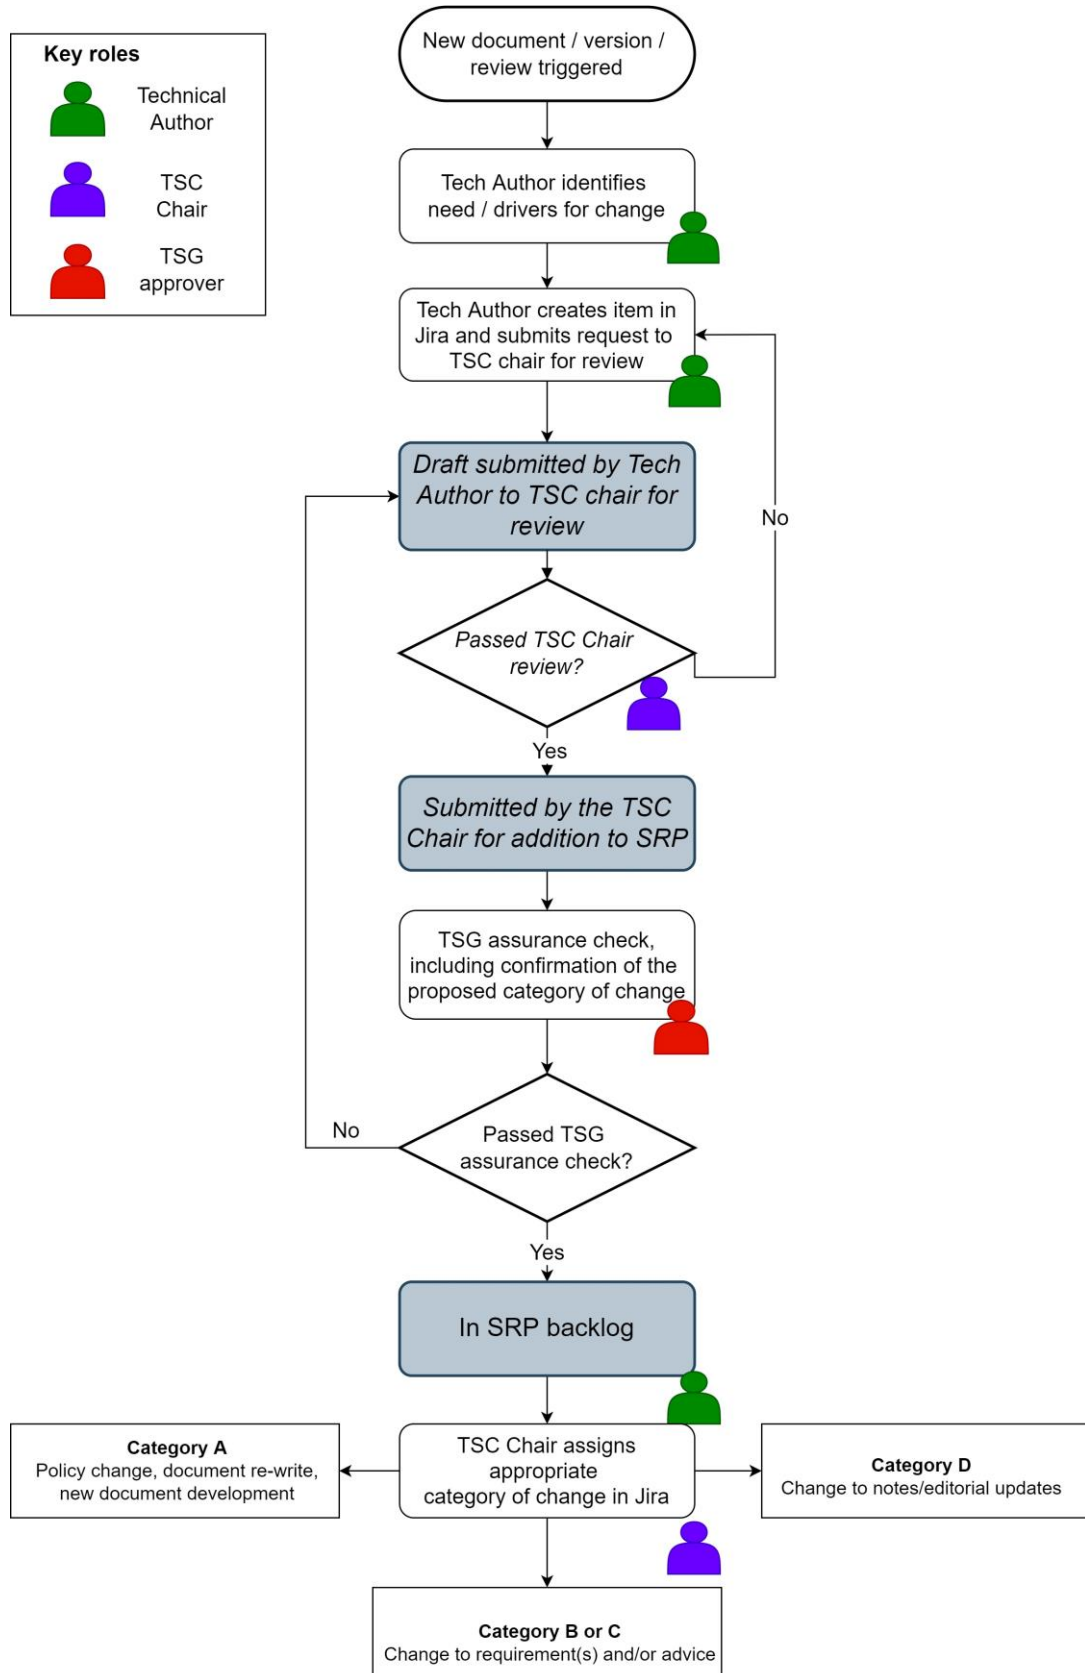 Key roles
Technical
Author
TSC
Chair
TSG
approver
New document / version /
review triggered
Tech Author identifies
need / drivers for change
Tech Author creates item in
Jira and submits request to
TSC chair for review
Draft submitted by Tech
Author to TSC chair for
review
No
Passed TSC Chair
review?
Yes
Submitted by the TSC
Chair for addition to SRP
TSG assurance check,
including confirmation of the
proposed category of change
No
Passed TSG
assurance check?
Yes
In SRP backlog
TSC Chair assigns
appropriate
category of change in Jira
Category A
Policy change, document re-write,
new document development
Category D
Change to notes/editorial updates
Category B or C
Change to requirement(s) and/or advice